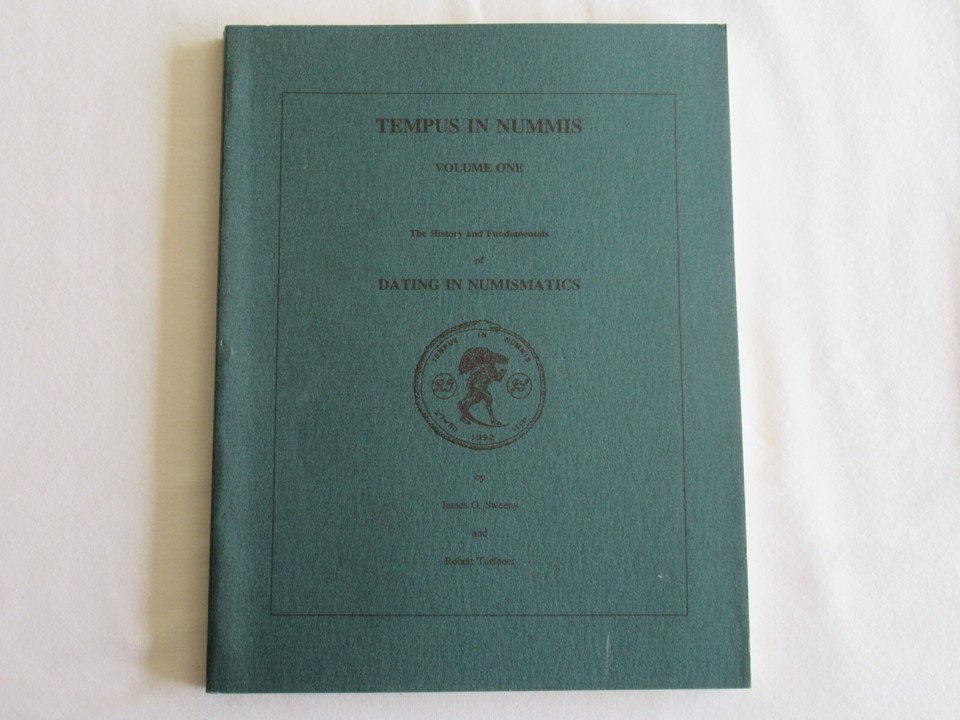 TEMPUS IN NUMMIS
VOLUME ONE
The History and Fundamentals
of
DATING IN NUMISMATICS
TEMPUS IN NUMMIS
1992
by
James O. Sweeny
and
Robert Turfboer